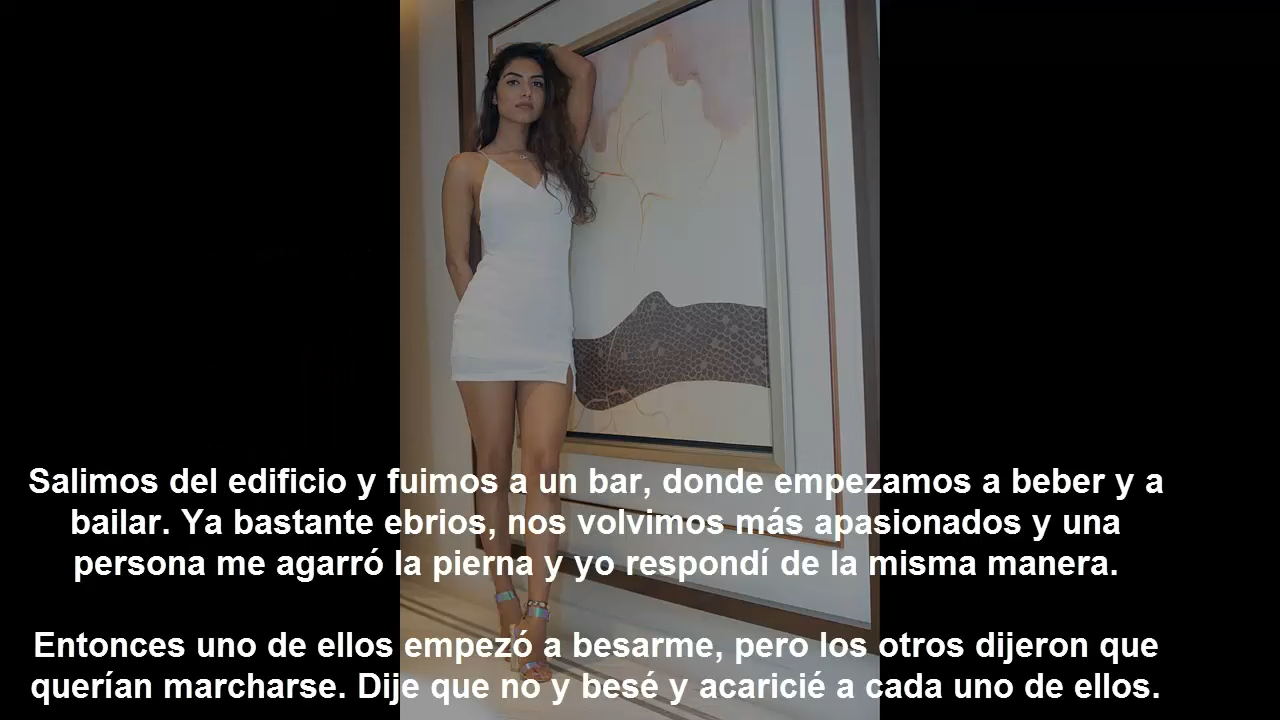 Salimos del edificio y fuimos a un bar, donde empezamos a beber y a
bailar. Ya bastante ebrios, nos volvimos más apasionados y una
persona me agarró la pierna y yo respondí de la misma manera.
Entonces uno de ellos empezó a besarme, pero los otros dijeron que
querían marcharse. Dije que no y besé y acaricié a cada uno de ellos.